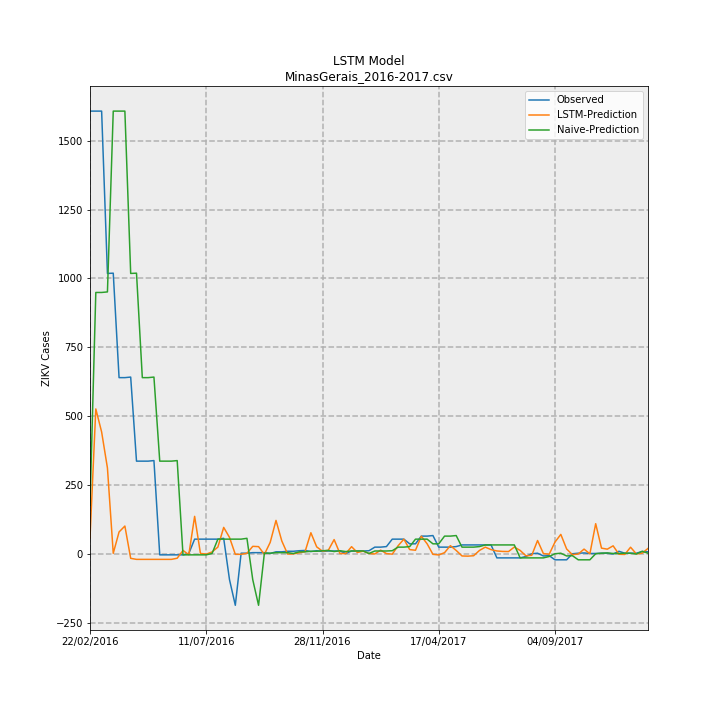 LSTM Model
MinasGerais_2016-2017.csv
Observed
LSTM-Prediction
Naive-Prediction
1500
1250
1000
750
500
250
0
−250
ZIKV Cases
22/02/2016
11/07/2016
28/11/2016
17/04/2017
04/09/2017
Date